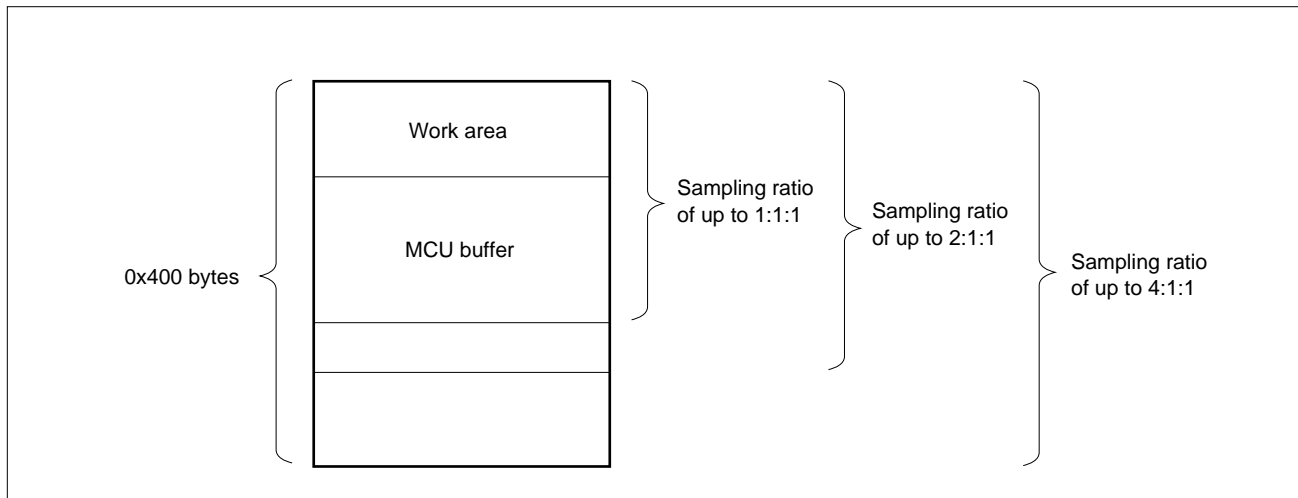 Work area
MCU buffer
0x400 bytes
Sampling ratio
of up to 1:1:1
Sampling ratio
of up to 2:1:1
Sampling ratio
of up to 4:1:1